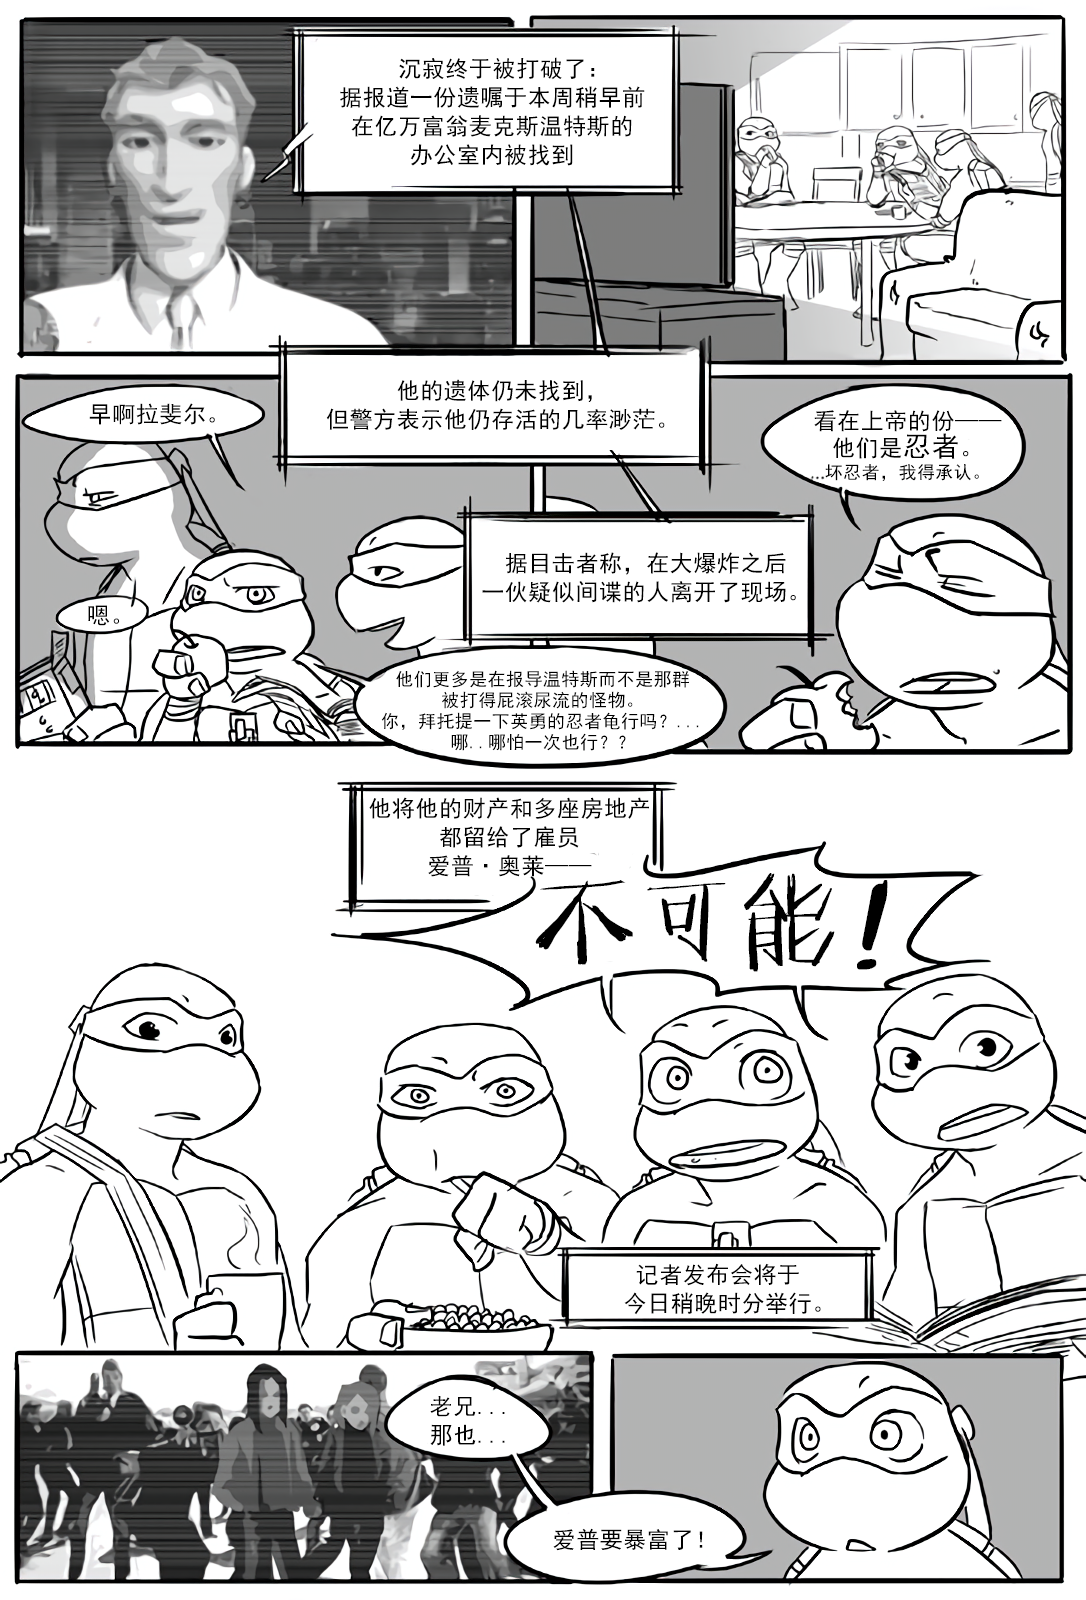 沉寂终于被打破了：
据报道一份遗嘱于本周稍早前
在亿万富翁麦克斯温特斯的
办公室内被找到
早啊拉斐尔。
他的遗体仍未找到，
但警方表示他仍存活的几率渺茫。
嗯。
看在上帝的份——
他们是忍者。
...坏忍者，我得承认。
据目击者称，在大爆炸之后
一伙疑似间谍的人离开了现场。
他们更多是在报导温特斯而不是那群
被打得屁滚尿流的怪物。
你，拜托提一下英勇的忍者龟行吗？...
哪..哪怕一次也行？？
他将他的财产和多座房地产
都留给了雇员
爱普·奥莱——
不可能！
记者发布会将于
今日稍晚时分举行。
老兄...
那也...
爱普要暴富了！